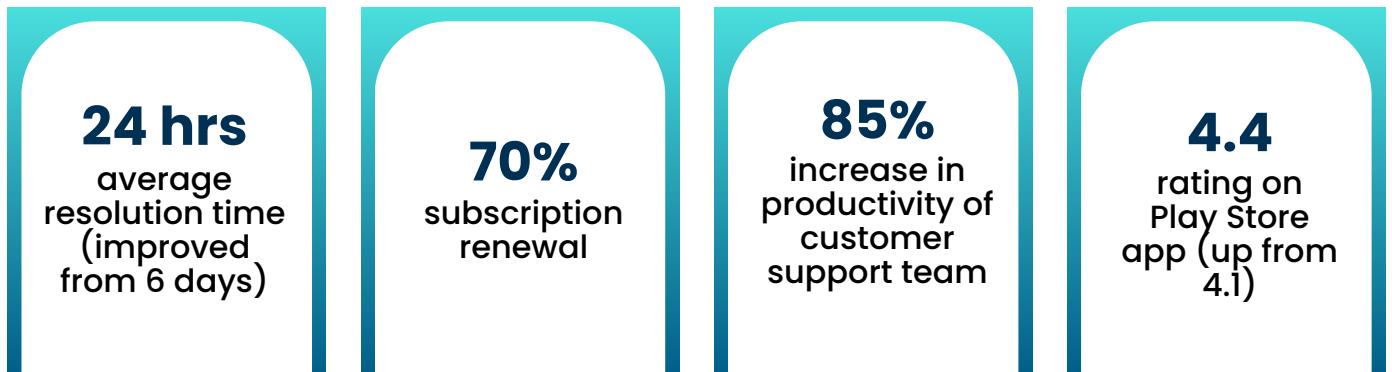 24 hrs
average
resolution time
(improved
from 6 days)
70%
subscription
renewal
85%
increase in
productivity of
customer
support team
4.4
rating on
Play Store
app (up from
4.1)